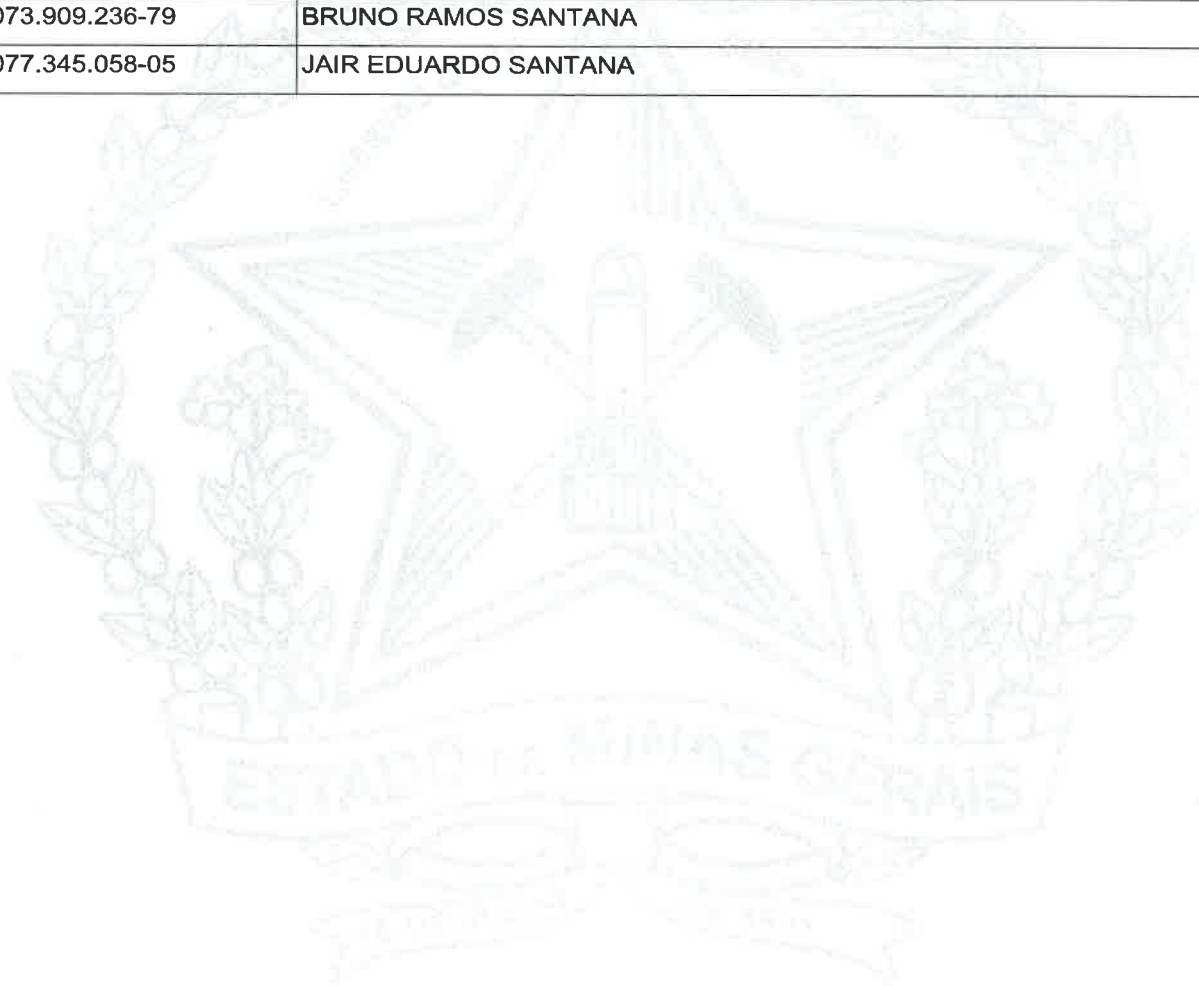 073.909.236-79 BRUNO RAMOS SANTANA
077.345.058-05 JAIR EDUARDO SANTANA
ESTADO DE MINAS GERAIS